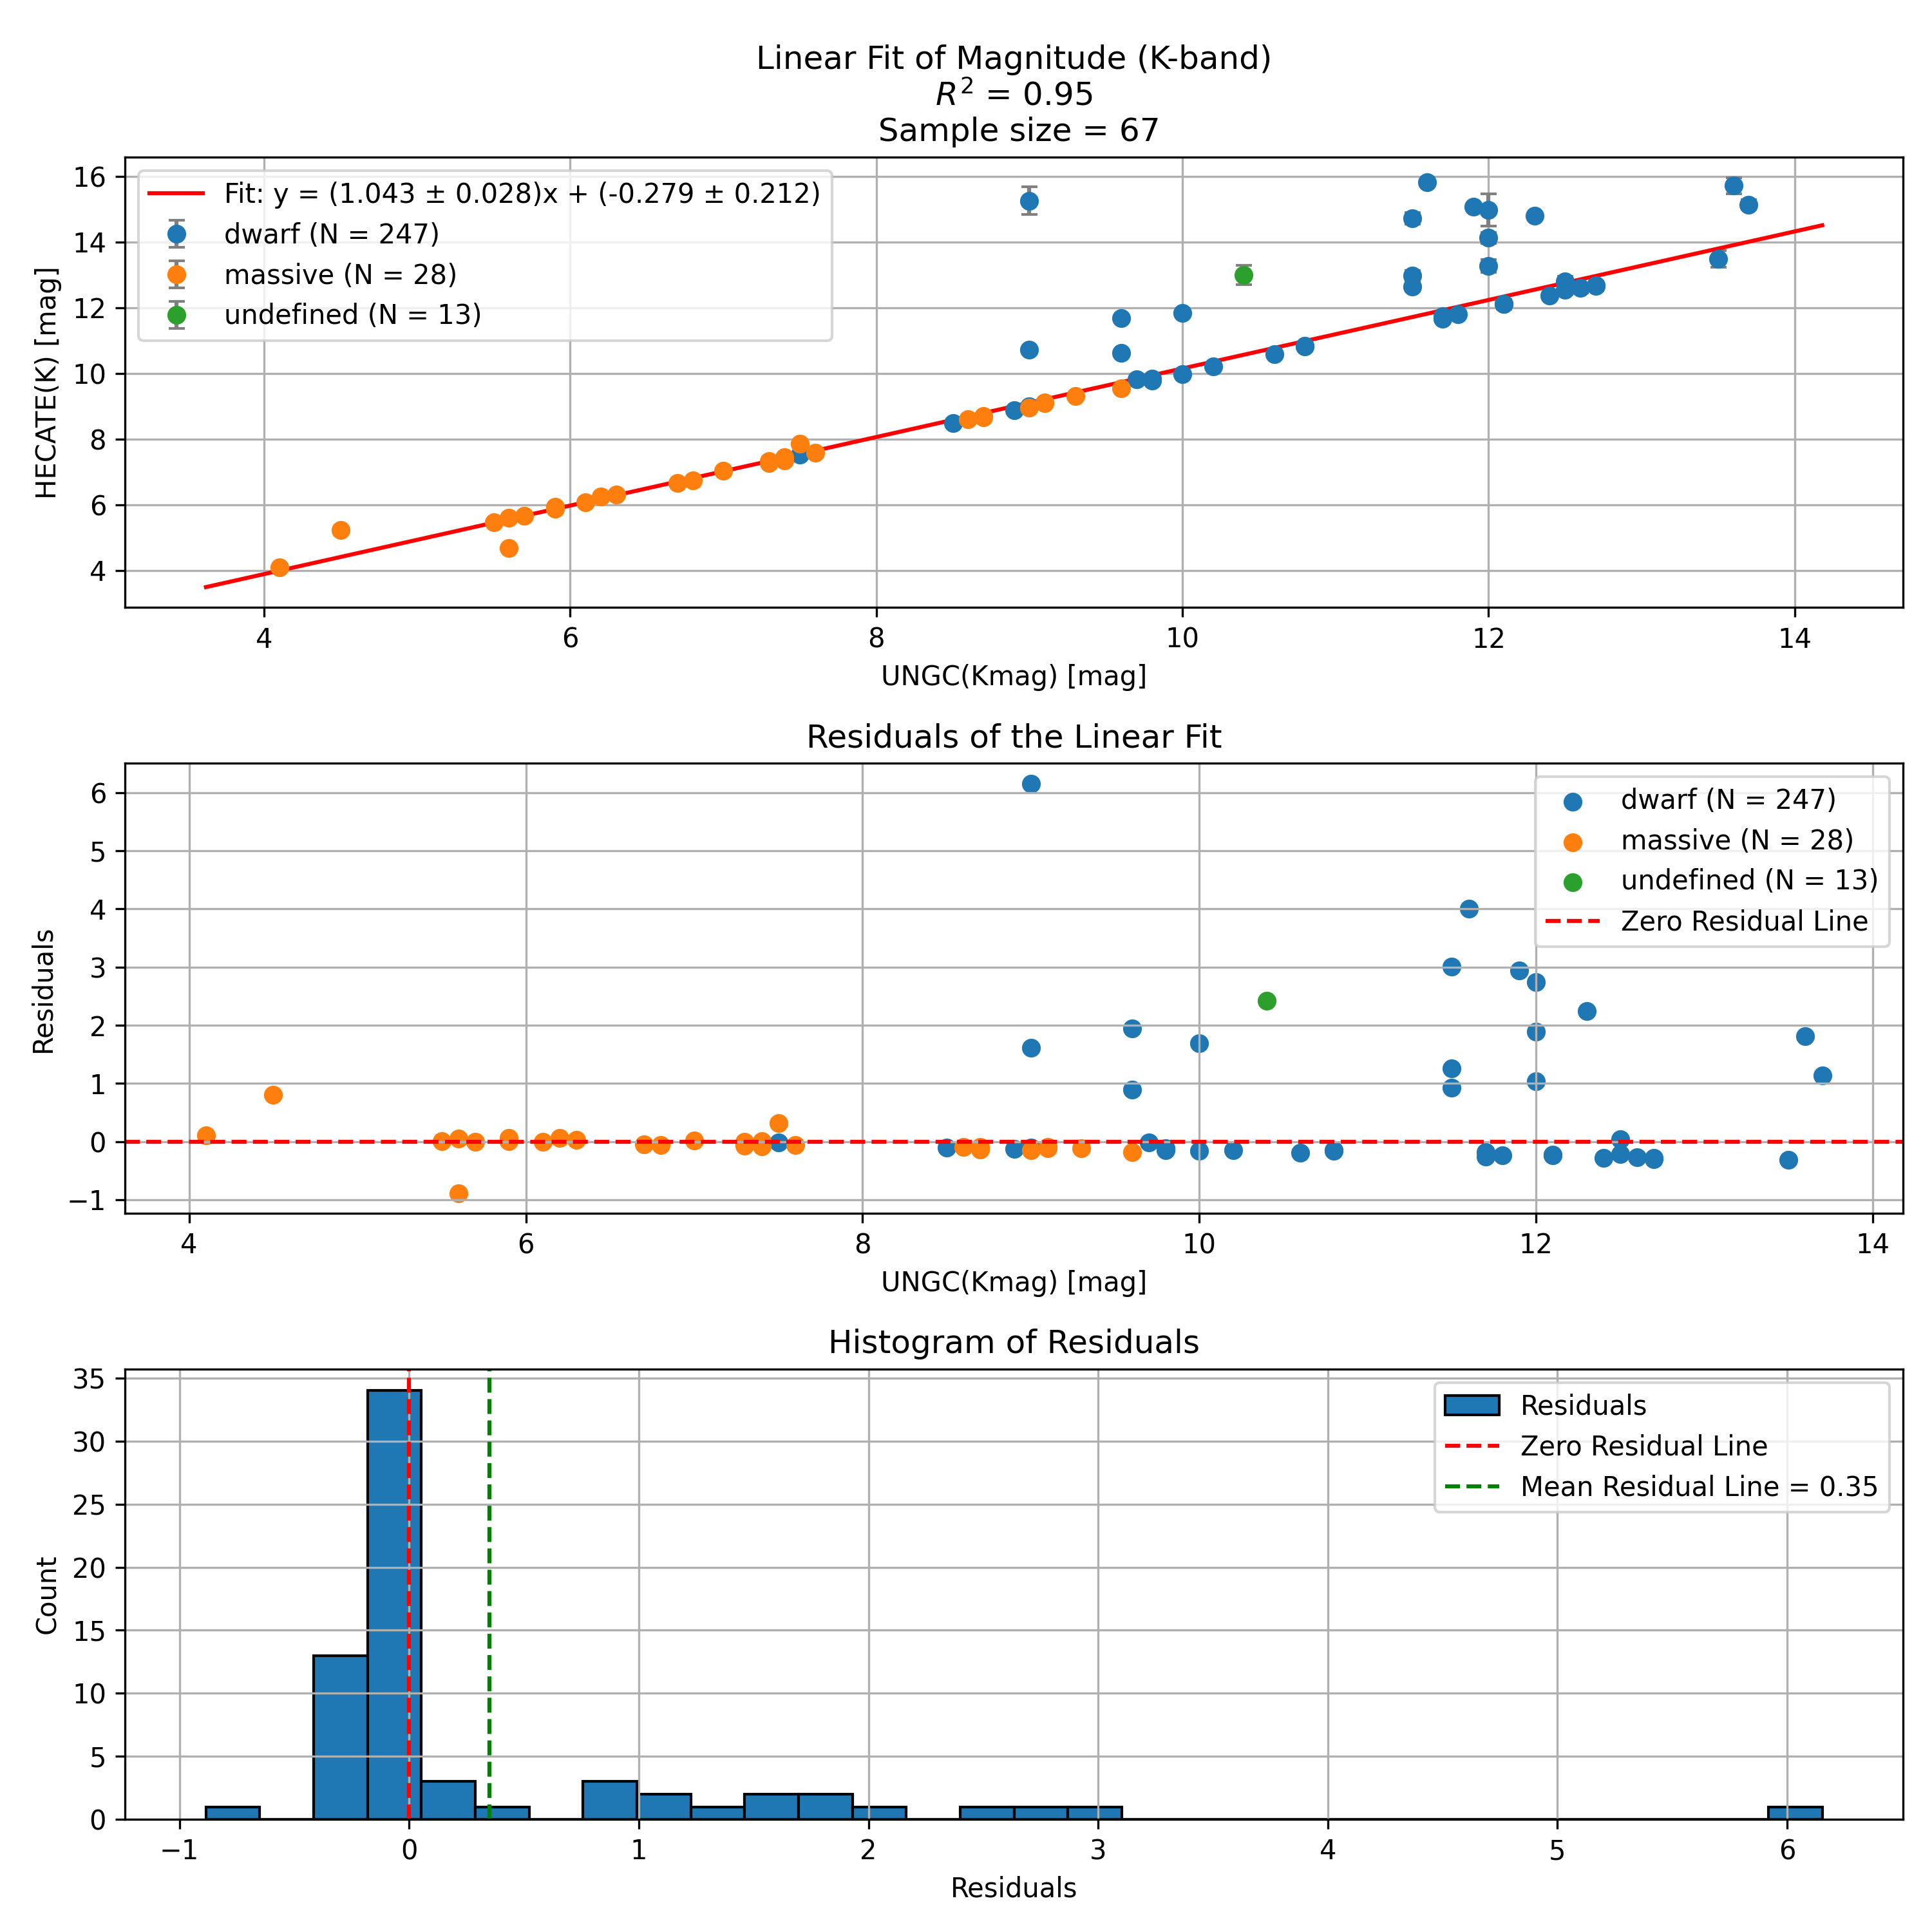 Linear Fit of Magnitude (K-band)
R² = 0.95
Sample size = 67
Fit: y = (1.043 ± 0.028)x + (-0.279 ± 0.212)
dwarf (N = 247)
massive (N = 28)
undefined (N = 13)
16
14
12
10
8
6
4
HECATE(K) [mag]
4 6 8 10 12 14
UNGC(Kmag) [mag]
Residuals of the Linear Fit
dwarf (N = 247)
massive (N = 28)
undefined (N = 13)
Zero Residual Line
6
5
4
3
2
1
0
−1
Residuals
4 6 8 10 12 14
UNGC(Kmag) [mag]
Histogram of Residuals
Residuals
Zero Residual Line
Mean Residual Line = 0.35
35
30
25
20
15
10
5
0
Count
−1 0 1 2 3 4 5 6
Residuals